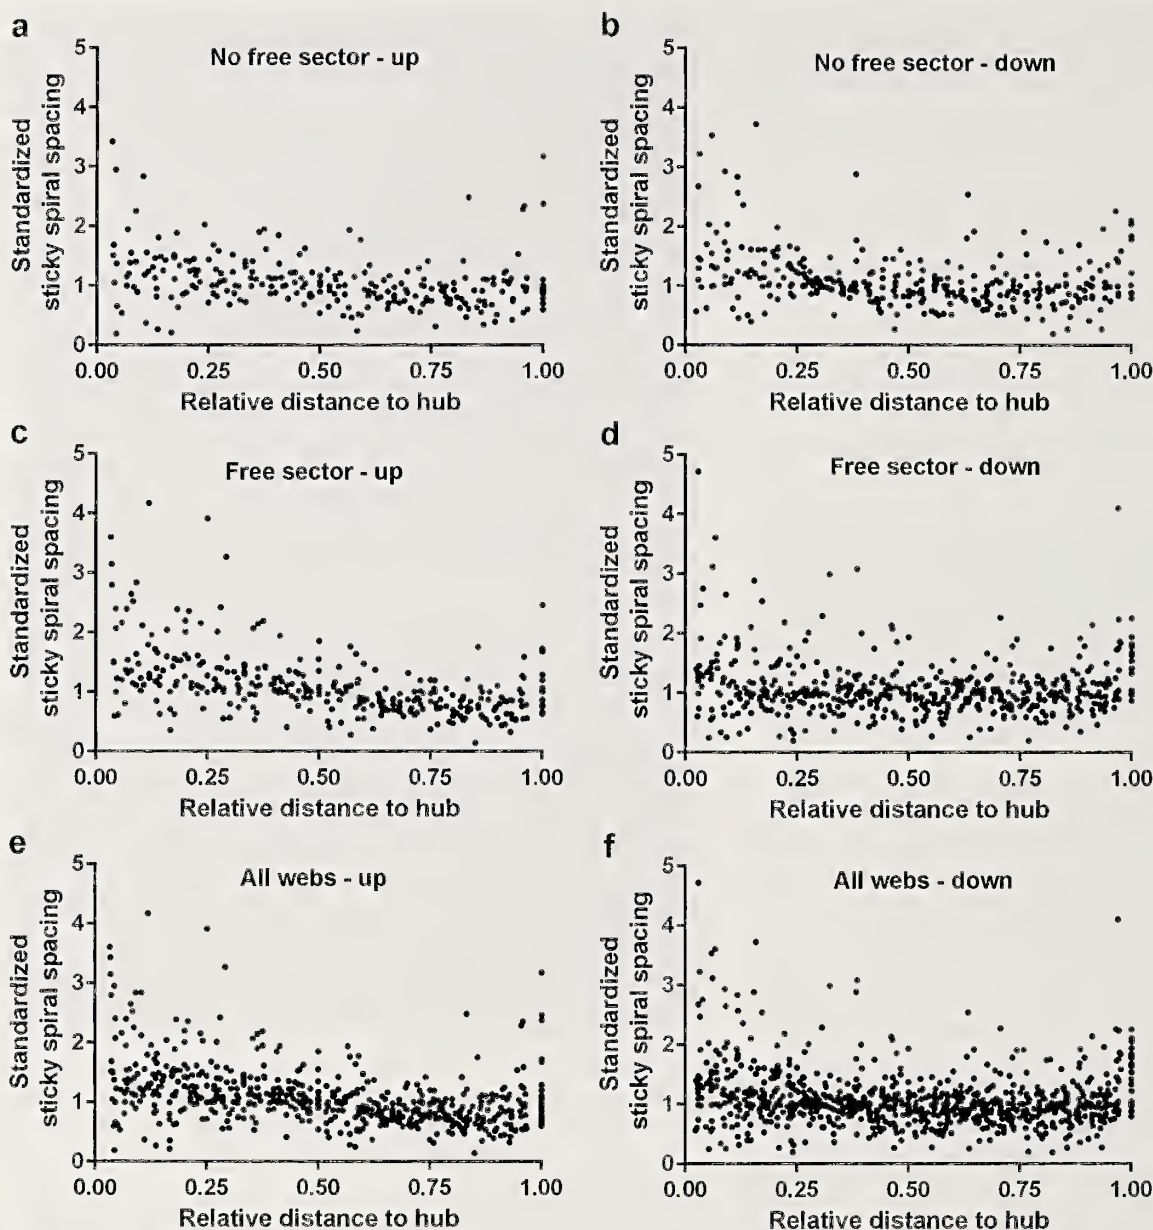 a
No free sector - up
Standardized
sticky spiral spacing
5
4
3
2
1
0
0.00 0.25 0.50 0.75 1.00
Relative distance to hub
b
No free sector - down
Standardized
sticky spiral spacing
5
4
3
2
1
0
0.00 0.25 0.50 0.75 1.00
Relative distance to hub
c
Free sector - up
Standardized
sticky spiral spacing
5
4
3
2
1
0
0.00 0.25 0.50 0.75 1.00
Relative distance to hub
d
Free sector - down
Standardized
sticky spiral spacing
5
4
3
2
1
0
0.00 0.25 0.50 0.75 1.00
Relative distance to hub
e
All webs - up
Standardized
sticky spiral spacing
5
4
3
2
1
0
0.00 0.25 0.50 0.75 1.00
Relative distance to hub
f
All webs - down
Standardized
sticky spiral spacing
5
4
3
2
1
0
0.00 0.25 0.50 0.75 1.00
Relative distance to hub